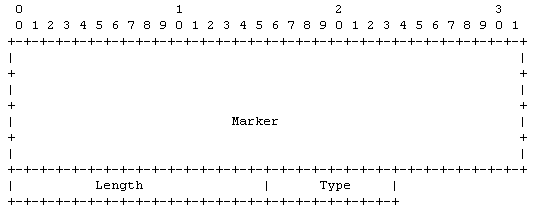 0                   1                   2                   3
0 1 2 3 4 5 6 7 8 9 0 1 2 3 4 5 6 7 8 9 0 1 2 3 4 5 6 7 8 9 0 1
+-+-+-+-+-+-+-+-+-+-+-+-+-+-+-+-+-+-+-+-+-+-+-+-+-+-+-+-+-+-+-+-+
|                                                               |
+                                                               +
|                                                               |
+                                                               +
|                           Marker                              |
+                                                               +
|                                                               |
+-+-+-+-+-+-+-+-+-+-+-+-+-+-+-+-+-+-+-+-+-+-+-+-+-+-+-+-+-+-+-+-+
|          Length               |      Type     |
+-+-+-+-+-+-+-+-+-+-+-+-+-+-+-+-+-+-+-+-+-+-+-+-+